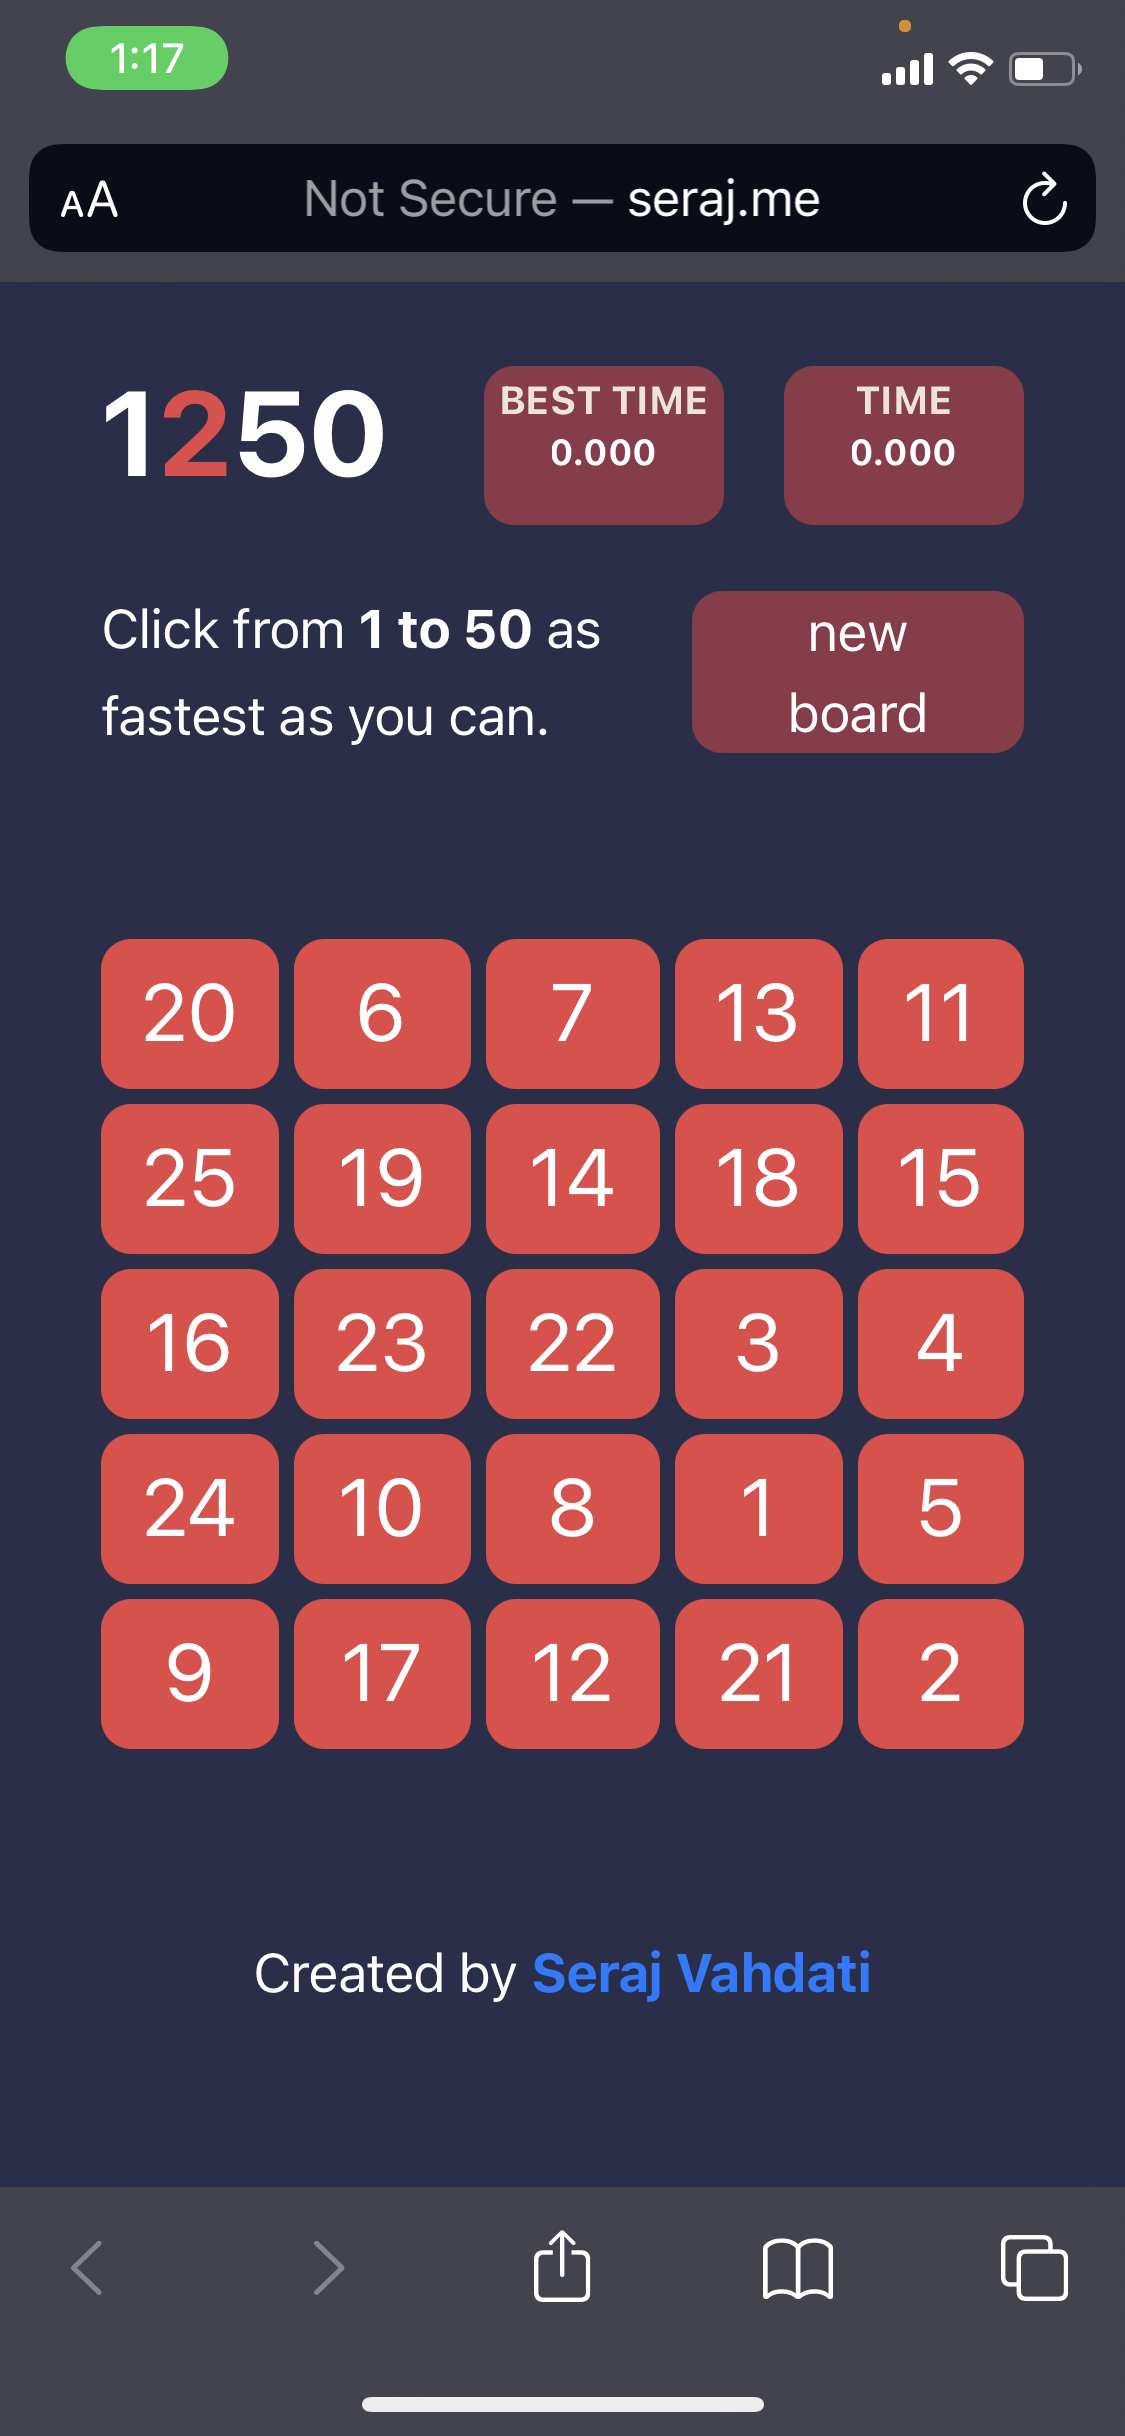 1:17
AA
Not Secure — seraj.me
1250
BEST TIME
0.000
TIME
0.000
Click from 1 to 50 as
fastest as you can.
new
board
20 6 7 13 11
25 19 14 18 15
16 23 22 3 4
24 10 8 1 5
9 17 12 21 2
Created by Seraj Vahdati